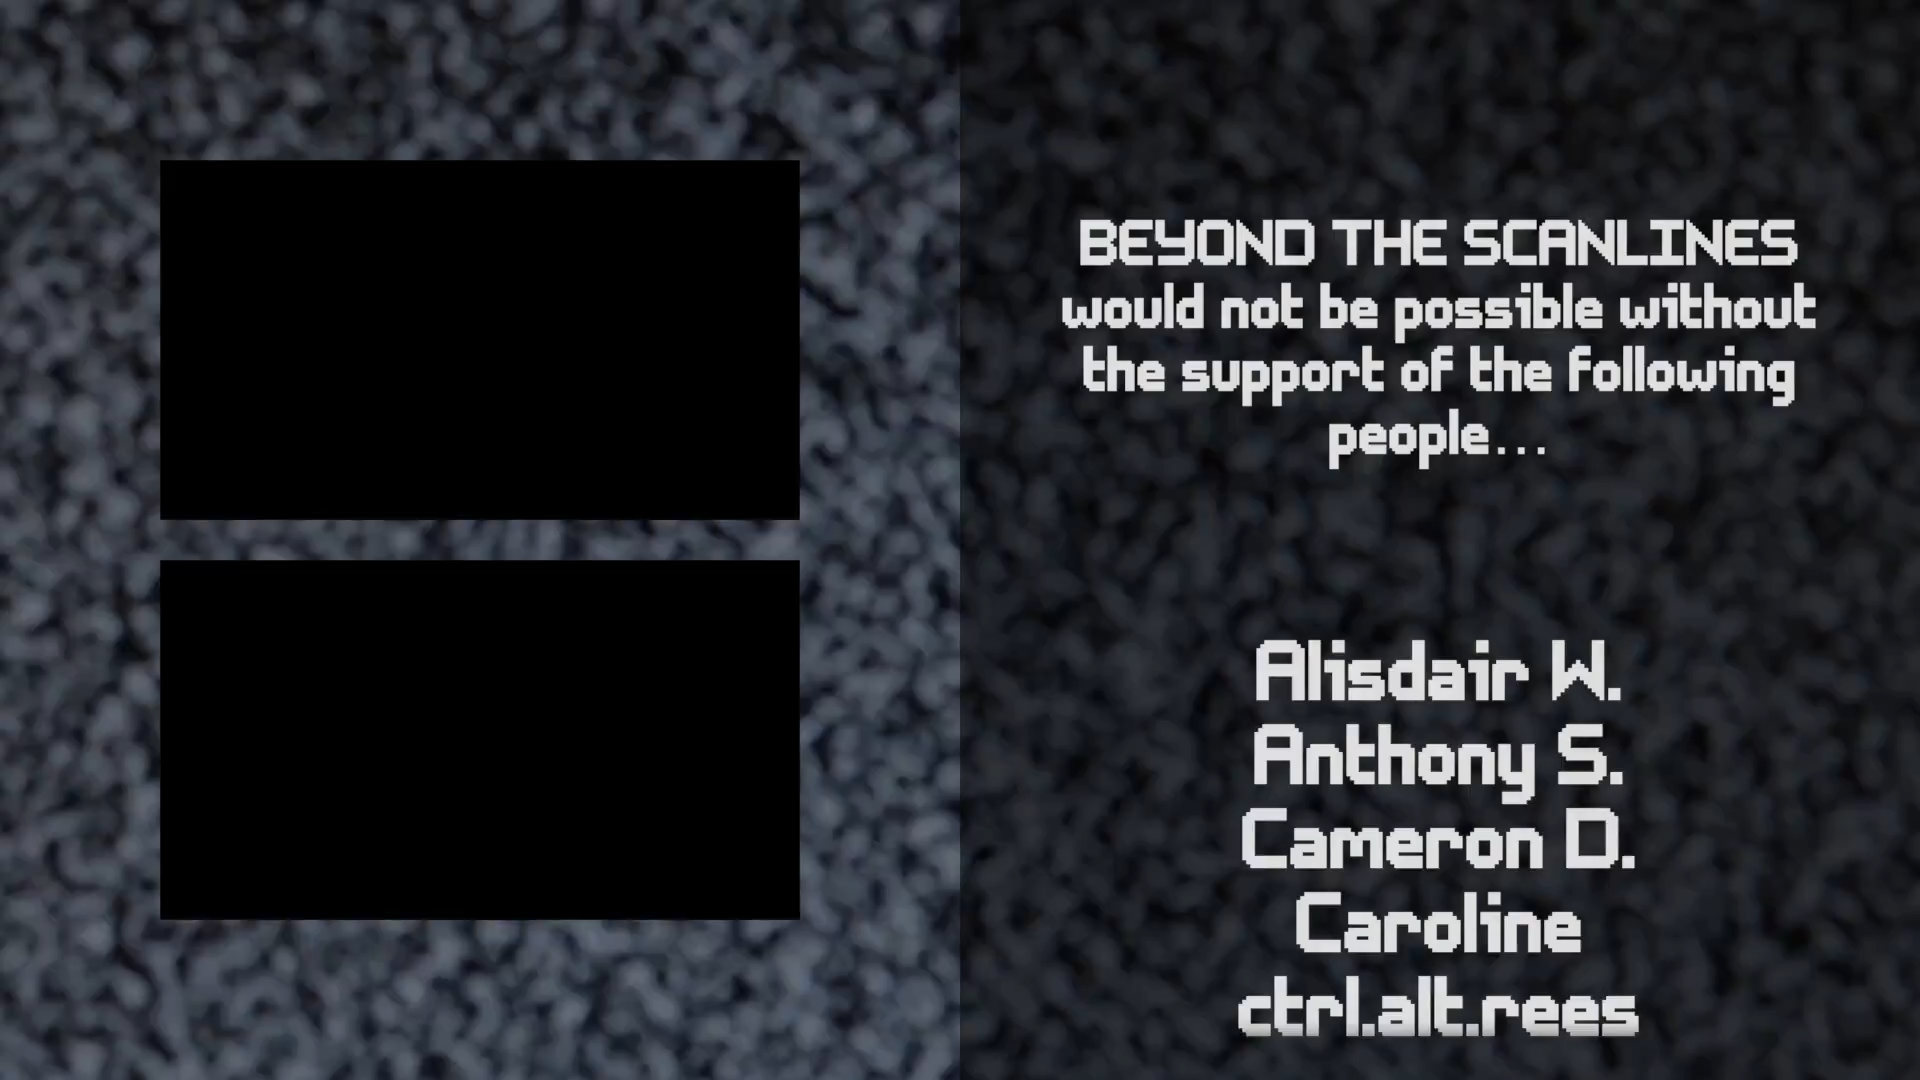 BEYOND THE SCANLINES
would not be possible without
the support of the following
people...
Alisdair W.
Anthony S.
Cameron D.
Caroline
ctrl.alt.rees